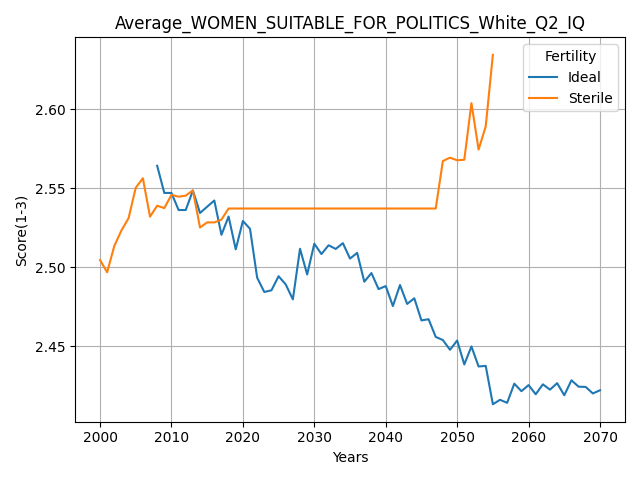 Average_WOMEN_SUITABLE_FOR_POLITICS_White_Q2_IQ
Fertility
Ideal
Sterile
Score(1-3)
2.60
2.55
2.50
2.45
2000 2010 2020 2030 2040 2050 2060 2070
Years